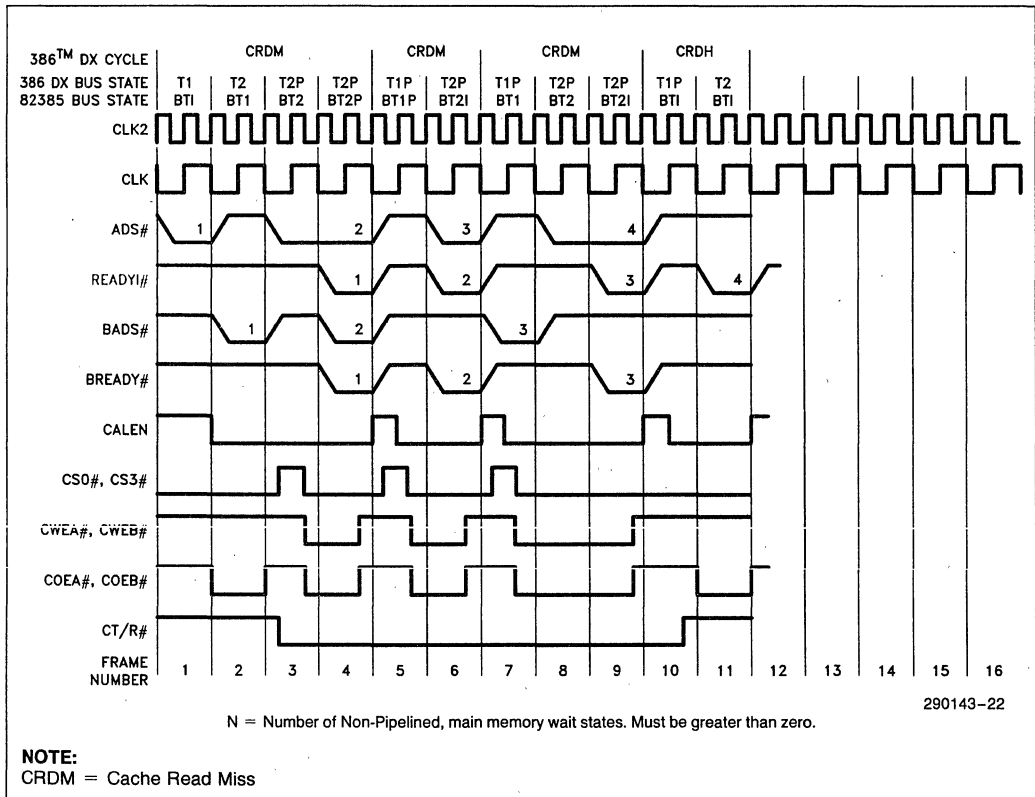 CRDM CRDM CRDM CRDH
386™ DX CYCLE
386 DX BUS STATE T1 T2 T2P T2P T1P T2P T1P T2P T2P T1P T2
82385 BUS STATE BTI BT1 BT2 BT2P BT1P BT2I BT1 BT2 BT2I BTI BTI
CLK2
CLK
ADS# 1 2 3 4
READYI# 1 2 3 4
BADS# 1 2 3
BREADY# 1 2 3
CALEN
CS0#, CS3#
CWEA#, CWEB#
COEA#, COEB#
CT/R#
FRAME NUMBER 1 2 3 4 5 6 7 8 9 10 11 12 13 14 15 16
290143-22
N = Number of Non-Pipelined, main memory wait states. Must be greater than zero.
NOTE:
CRDM = Cache Read Miss